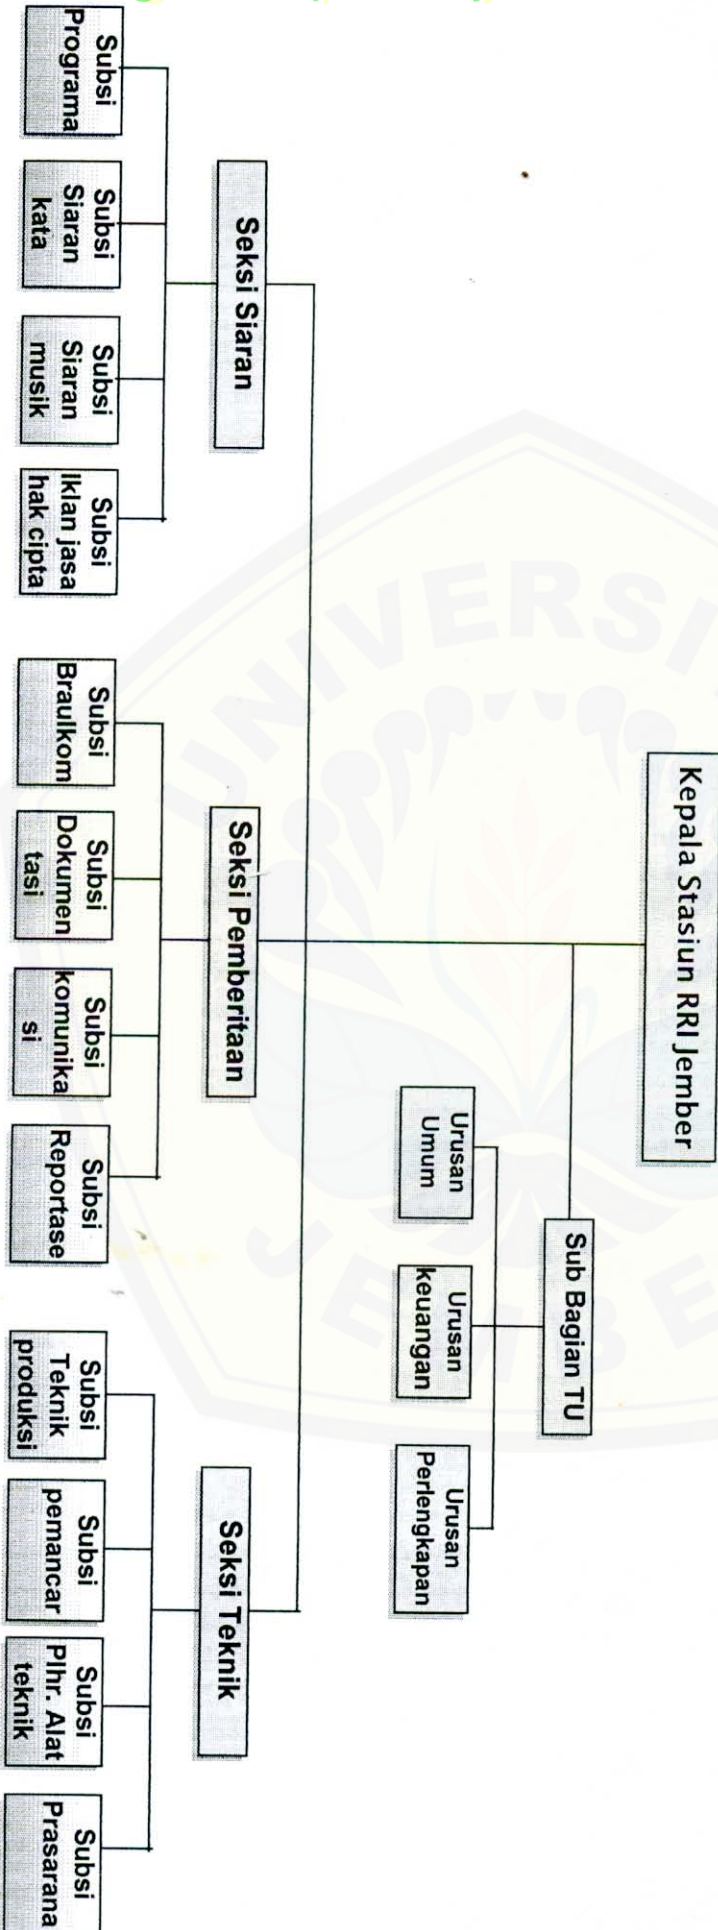 Kepala Stasiun RRI Jember
Sub Bagian TU
Urusan
Umum
Urusan
keuangan
Urusan
Perlengkapan
Seksi Siaran
Seksi Pemberitaan
Seksi Teknik
Subsi
Programa
Subsi
Siaran
kata
Subsi
Siaran
musik
Subsi
Iklan jasa
hak cipta
Subsi
Braulkom
Subsi
Dokumen
tasi
Subsi
komunika
si
Subsi
Reportase
Subsi
Teknik
produksi
Subsi
pemancar
Subsi
Plhr. Alat
teknik
Subsi
Prasarana
UNIVERSI
JEMBE